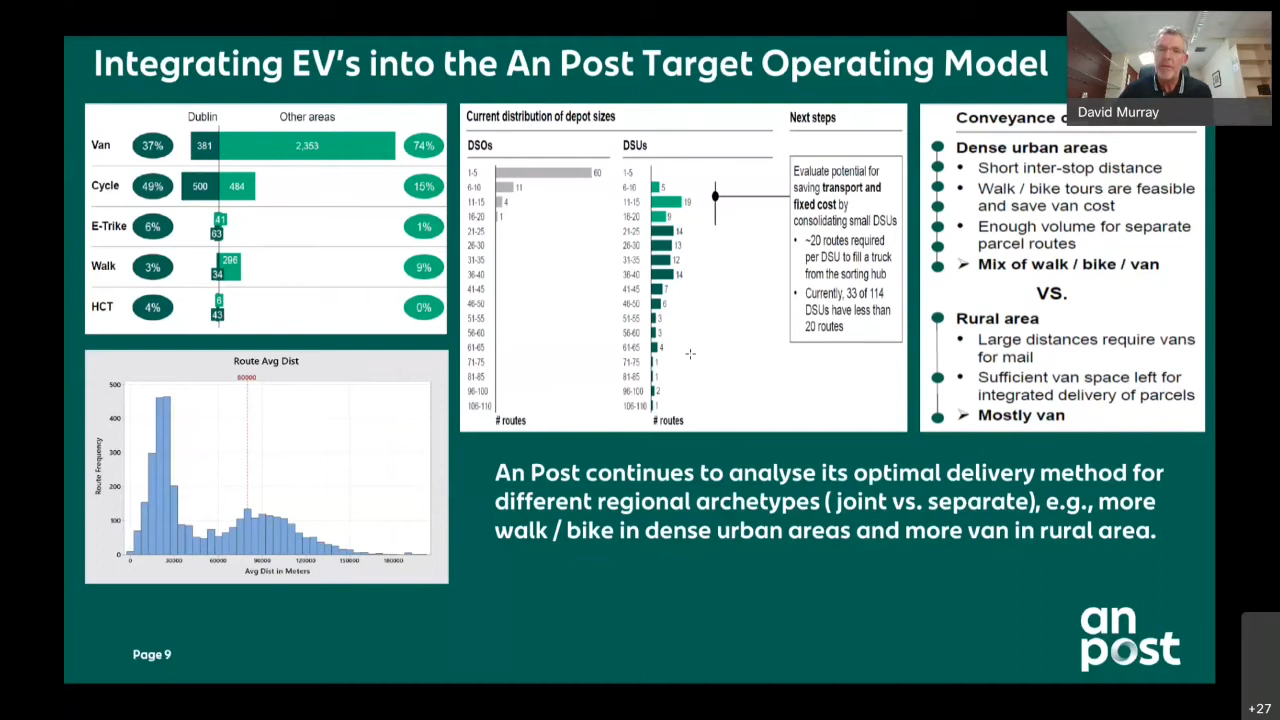 Integrating EV's into the An Post Target Operating Model
David Murray
Dublin Other areas
Van 37% 381 2,353 74%
Cycle 49% 500 484 15%
E-Trike 6% 41 63 1%
Walk 3% 296 34 9%
HCT 4% 6 43 0%
Route Avg Dist
80000
Route Frequency
500
400
300
200
100
0
0 30000 60000 90000 120000 150000 180000
Avg Dist in Meters
Current distribution of depot sizes
DSOs
1-5 60
6-10 11
11-15 4
16-20 1
21-25
26-30
31-35
36-40
41-45
46-50
51-55
56-60
61-65
71-75
81-85
96-100
106-110
# routes
DSUs
1-5
6-10 5
11-15 19
16-20 9
21-25 14
26-30 13
31-35 12
36-40 14
41-45 7
46-50 6
51-55 3
56-60 3
61-65 4
71-75 1
81-85 1
96-100 2
106-110 1
# routes
Next steps
Evaluate potential for
saving transport and
fixed cost by
consolidating small DSUs
• ~20 routes required
per DSU to fill a truck
from the sorting hub
• Currently, 33 of 114
DSUs have less than
20 routes
Conveyance
Dense urban areas
• Short inter-stop distance
• Walk / bike tours are feasible
and save van cost
• Enough volume for separate
parcel routes
➢ Mix of walk / bike / van
VS.
Rural area
• Large distances require vans
for mail
• Sufficient van space left for
integrated delivery of parcels
➢ Mostly van
An Post continues to analyse its optimal delivery method for
different regional archetypes ( joint vs. separate), e.g., more
walk / bike in dense urban areas and more van in rural area.
Page 9
an
post
+27